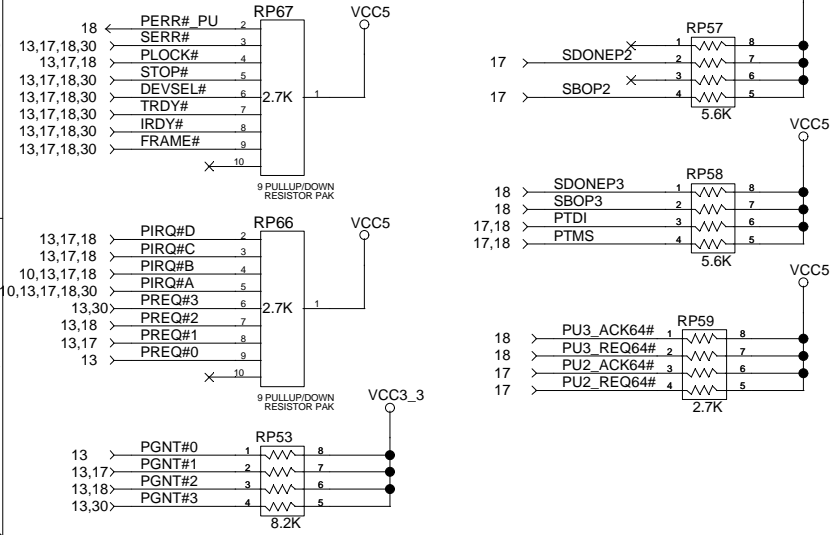 RP67
VCC5
18 PERR#_PU 2
13,17,18,30 SERR# 3
13,17,18 PLOCK# 4
13,17,18,30 STOP# 5
13,17,18,30 DEVSEL# 6 2.7K 1
13,17,18,30 TRDY# 7
13,17,18,30 IRDY# 8
13,17,18,30 FRAME# 9
10
9 PULLUP/DOWN
RESISTOR PAK
RP66
VCC5
13,17,18 PIRQ#D 2
13,17,18 PIRQ#C 3
10,13,17,18 PIRQ#B 4
10,13,17,18,30 PIRQ#A 5
13,30 PREQ#3 6 2.7K 1
13,18 PREQ#2 7
13,17 PREQ#1 8
13 PREQ#0 9
10
9 PULLUP/DOWN
RESISTOR PAK
VCC3_3
RP53
13 PGNT#0 1 8
13,17 PGNT#1 2 7
13,18 PGNT#2 3 6
13,30 PGNT#3 4 5
8.2K
RP57
1 8
17 SDONEP2 2 7
3 6
17 SBOP2 4 5
5.6K
VCC5
RP58
18 SDONEP3 1 8
18 SBOP3 2 7
17,18 PTDI 3 6
17,18 PTMS 4 5
5.6K
VCC5
RP59
18 PU3_ACK64# 1 8
18 PU3_REQ64# 2 7
17 PU2_ACK64# 3 6
17 PU2_REQ64# 4 5
2.7K